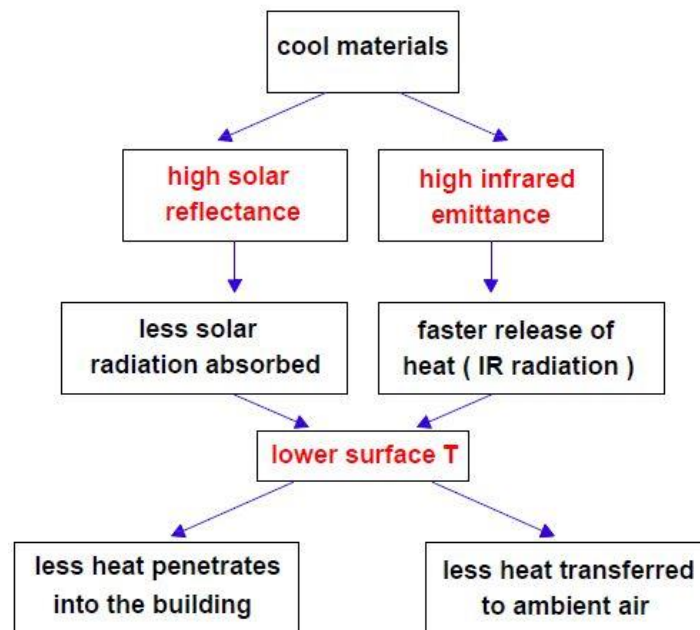 cool materials
high solar
reflectance
high infrared
emittance
less solar
radiation absorbed
faster release of
heat ( IR radiation )
lower surface T
less heat penetrates
into the building
less heat transferred
to ambient air